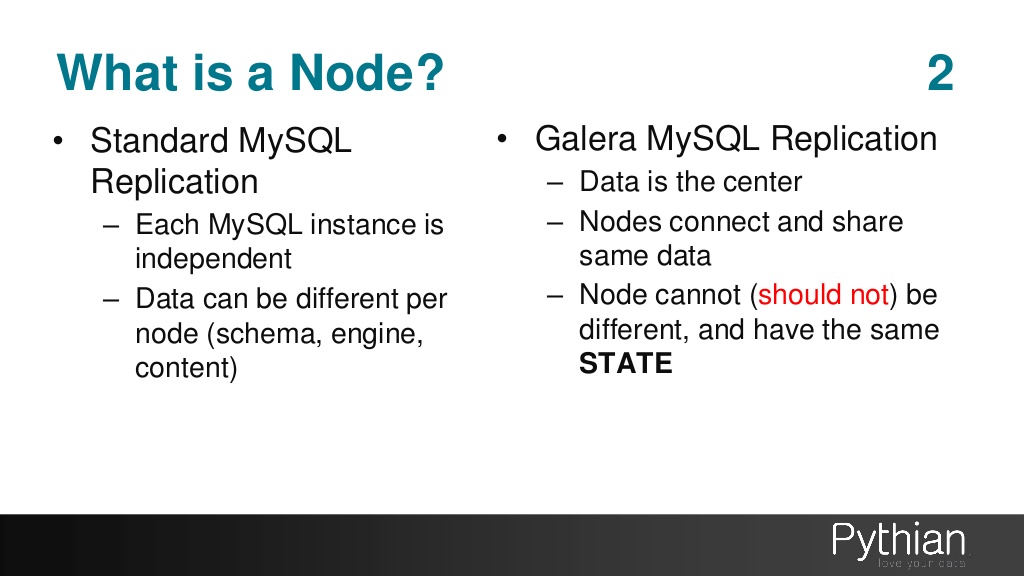 What is a Node? 2
• Standard MySQL
Replication
– Each MySQL instance is
independent
– Data can be different per
node (schema, engine,
content)
• Galera MySQL Replication
– Data is the center
– Nodes connect and share
same data
– Node cannot (should not) be
different, and have the same
STATE
Pythian
love your data